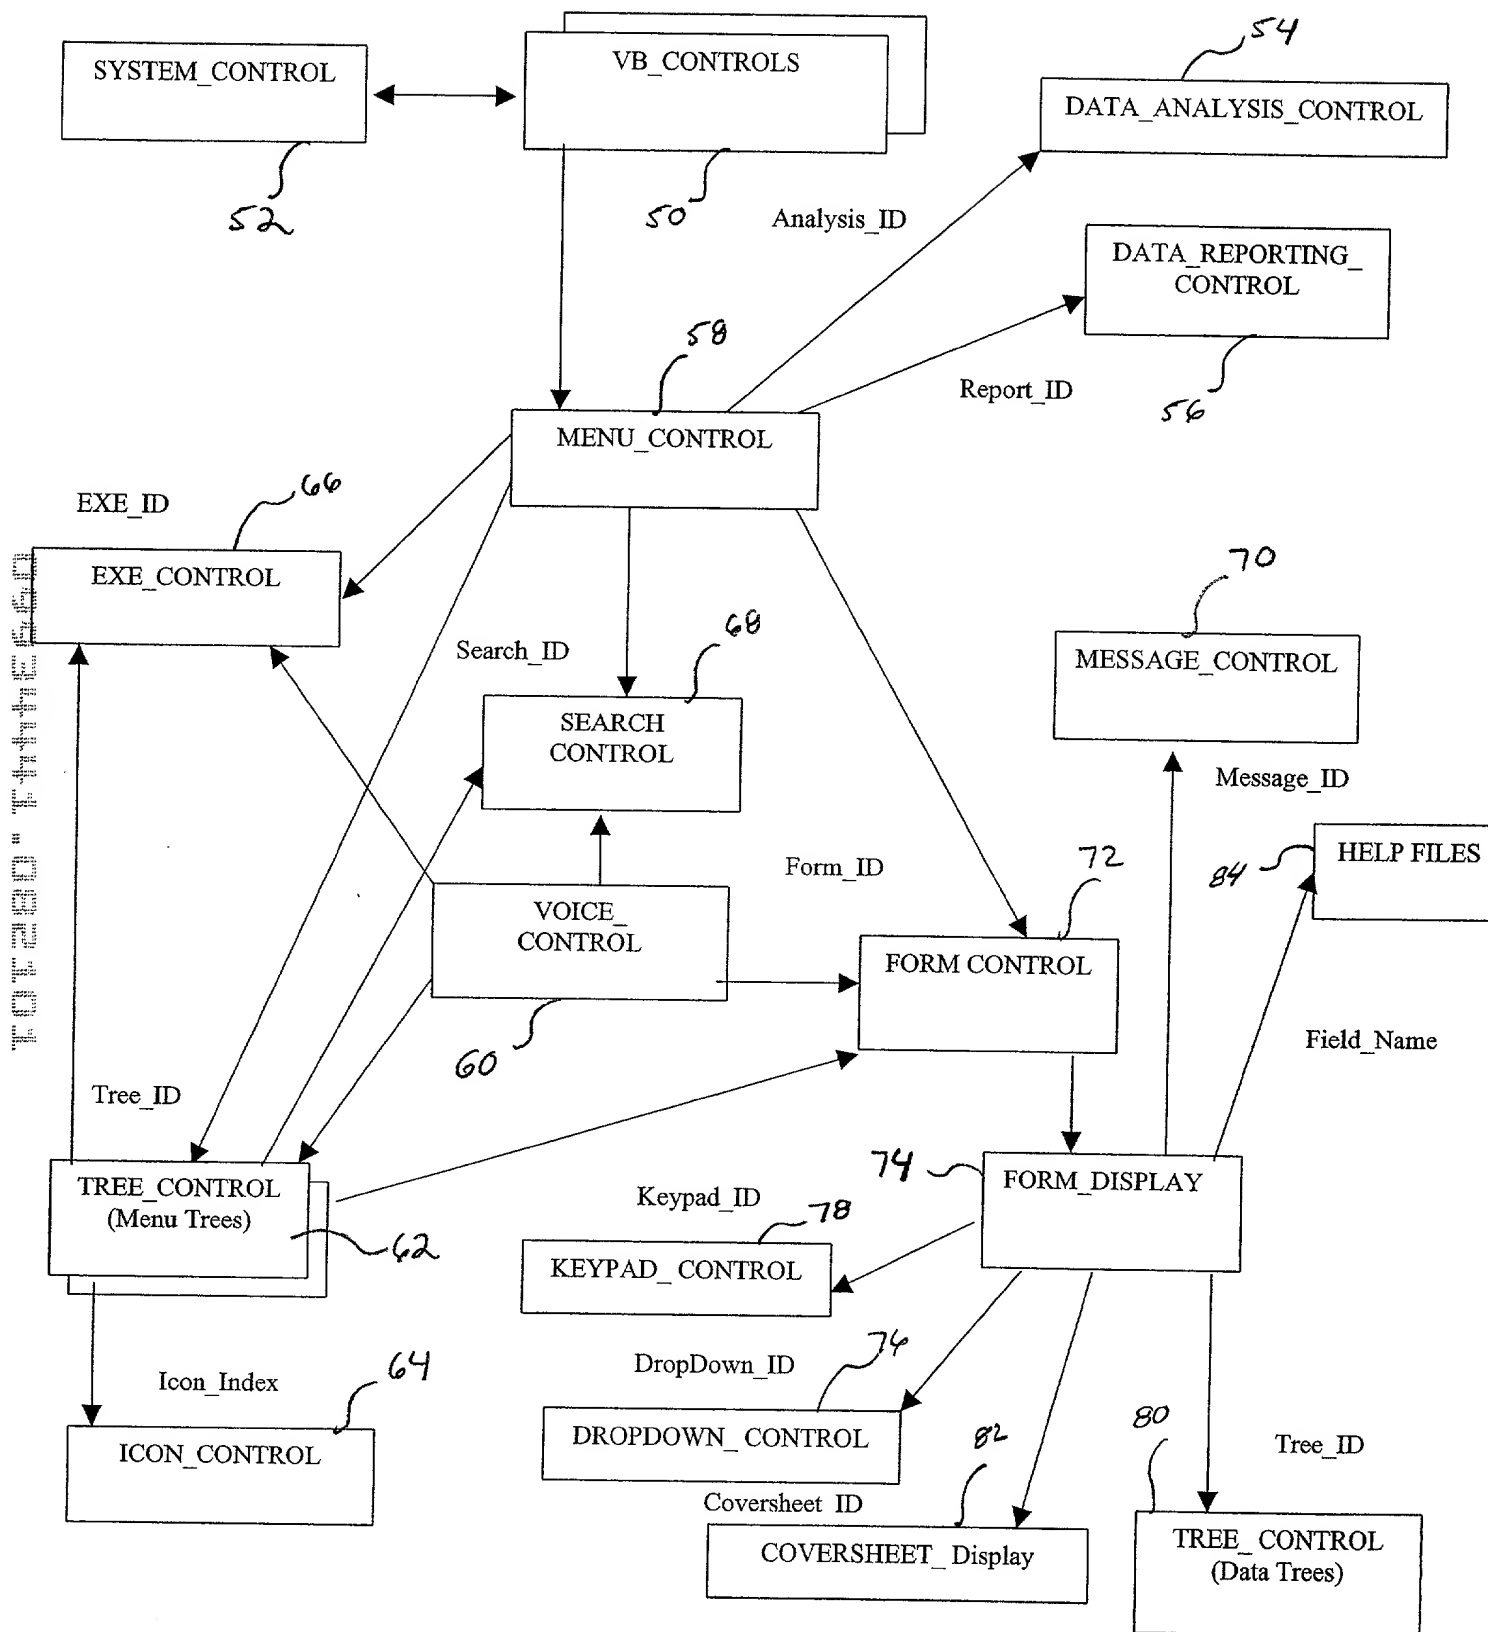 54
SYSTEM_CONTROL
VB_CONTROLS
DATA_ANALYSIS_CONTROL
52
50
Analysis_ID
DATA_REPORTING_
CONTROL
58
Report_ID
56
MENU_CONTROL
EXE_ID
66
EXE_CONTROL
70
Search_ID
68
MESSAGE_CONTROL
SEARCH
CONTROL
Message_ID
Form_ID
72
84
HELP FILES
VOICE_
CONTROL
FORM CONTROL
60
Field_Name
Tree_ID
TREE_CONTROL
(Menu Trees)
62
74
FORM_DISPLAY
Keypad_ID
78
KEYPAD_ CONTROL
DropDown_ID
76
Icon_Index
64
DROPDOWN_ CONTROL
82
80
Tree_ID
ICON_CONTROL
Coversheet_ID
COVERSHEET_ Display
TREE_ CONTROL
(Data Trees)